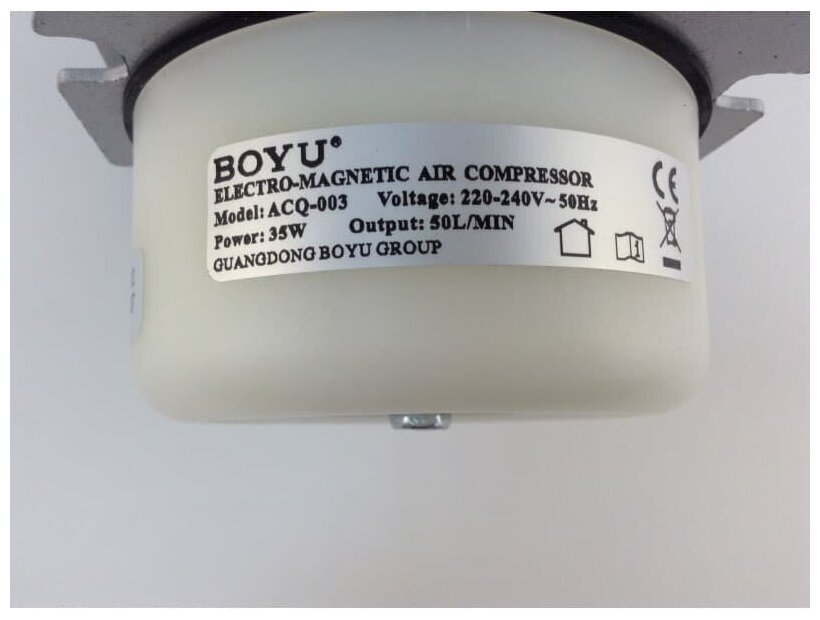 BOYU®
ELECTRO-MAGNETIC AIR COMPRESSOR
Model: ACQ-003 Voltage: 220-240V~50Hz
Power: 35W Output: 50L/MIN
GUANGDONG BOYU GROUP
CE